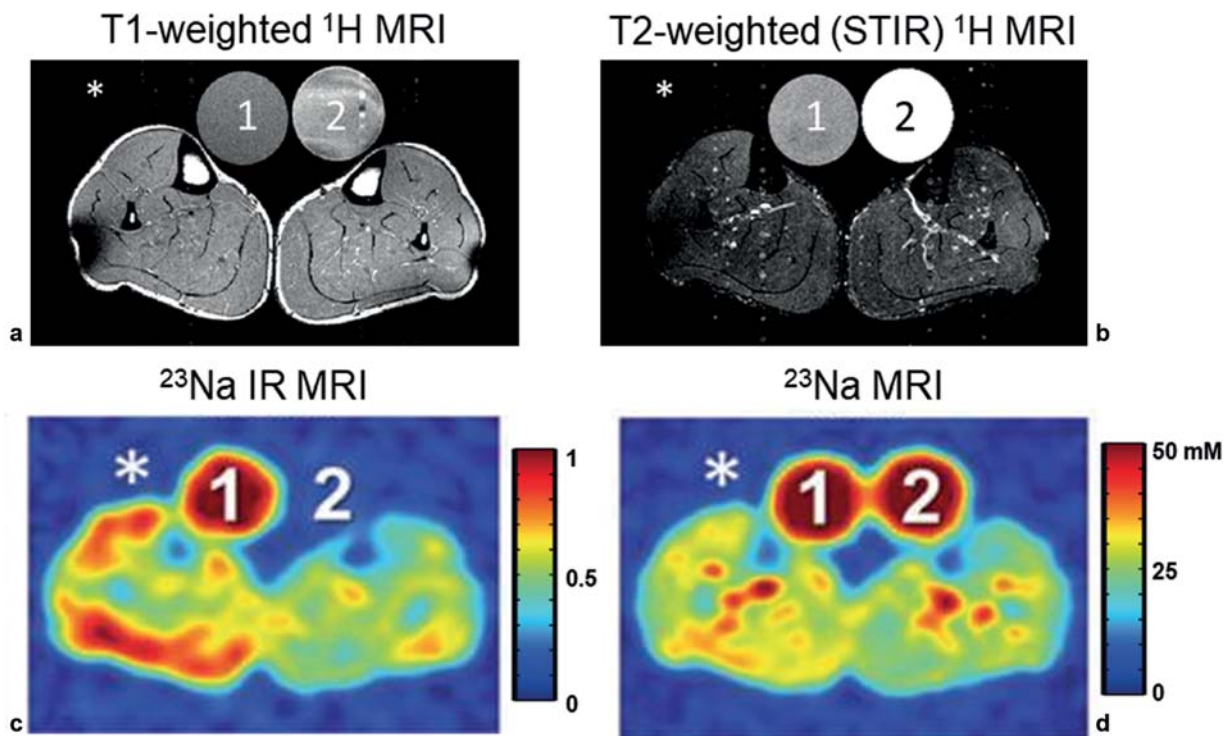 T1-weighted ¹H MRI
T2-weighted (STIR) ¹H MRI
*
1
2
*
1
2
a
b
²³Na IR MRI
²³Na MRI
*
1
2
1
0.5
0
*
1
2
50 mM
25
0
c
d